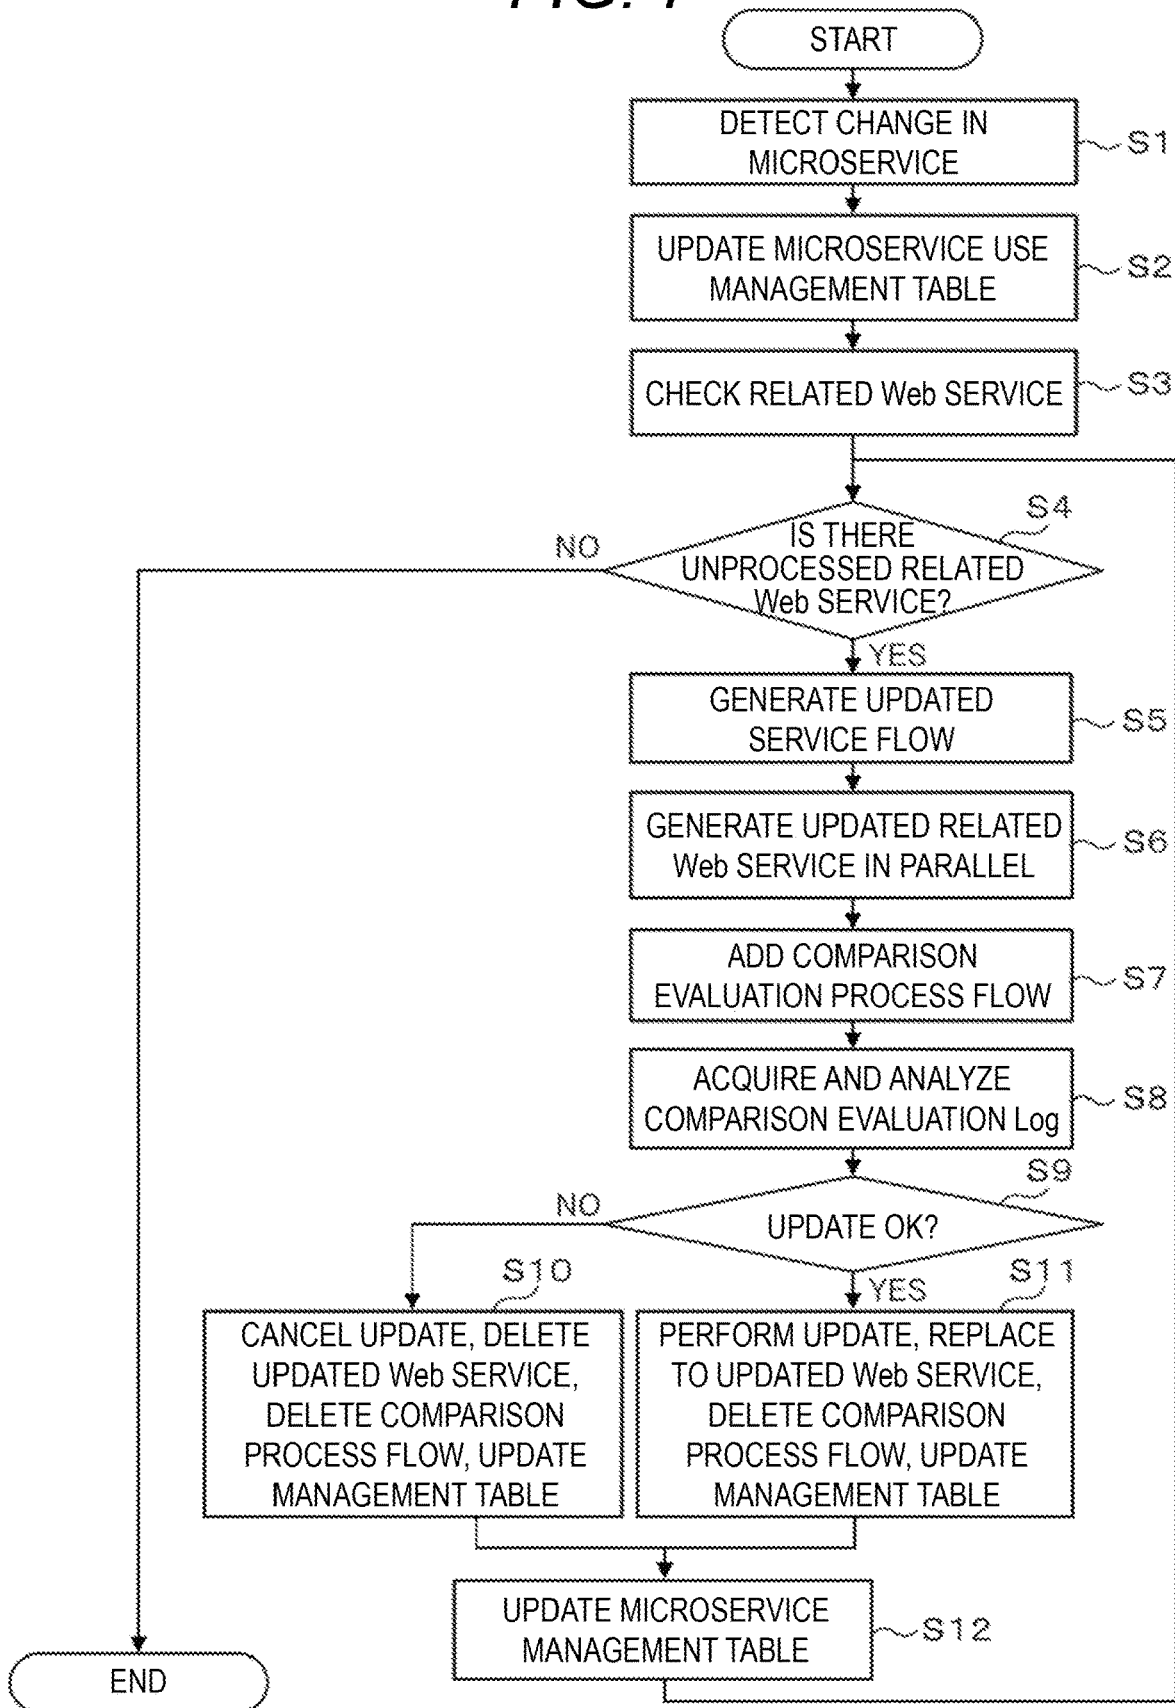 START
DETECT CHANGE IN
MICROSERVICE
S1
UPDATE MICROSERVICE USE
MANAGEMENT TABLE
S2
CHECK RELATED Web SERVICE
S3
S4
IS THERE
UNPROCESSED RELATED
Web SERVICE?
NO
YES
GENERATE UPDATED
SERVICE FLOW
S5
GENERATE UPDATED RELATED
Web SERVICE IN PARALLEL
S6
ADD COMPARISON
EVALUATION PROCESS FLOW
S7
ACQUIRE AND ANALYZE
COMPARISON EVALUATION Log
S8
S9
UPDATE OK?
NO
YES
S10
CANCEL UPDATE, DELETE
UPDATED Web SERVICE,
DELETE COMPARISON
PROCESS FLOW, UPDATE
MANAGEMENT TABLE
S11
PERFORM UPDATE, REPLACE
TO UPDATED Web SERVICE,
DELETE COMPARISON
PROCESS FLOW, UPDATE
MANAGEMENT TABLE
UPDATE MICROSERVICE
MANAGEMENT TABLE
S12
END